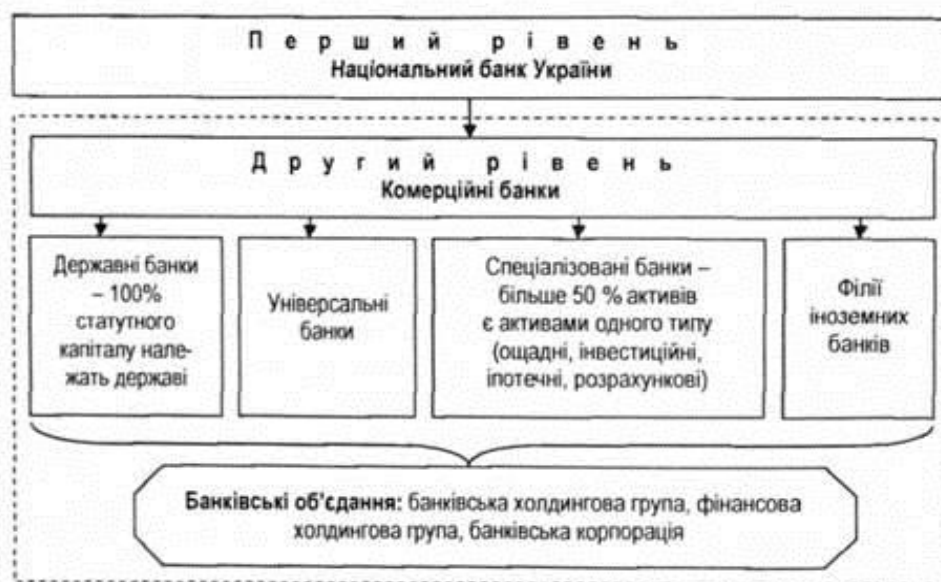 Перший рівень
Національний банк України
Другий рівень
Комерційні банки
Державні банки
– 100%
статутного
капіталу нале-
жать державі
Універсальні
банки
Спеціалізовані банки –
більше 50 % активів
є активами одного типу
(ощадні, інвестиційні,
іпотечні, розрахункові)
Філії
іноземних
банків
Банківські об'єдання: банківська холдингова група, фінансова
холдингова група, банківська корпорація